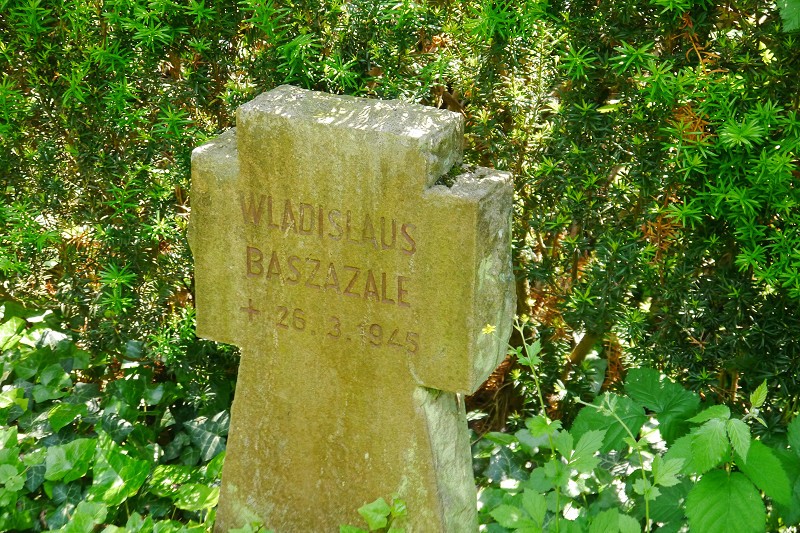 WLADISLAUS
BASZAZALE
+ 26. 3. 1945